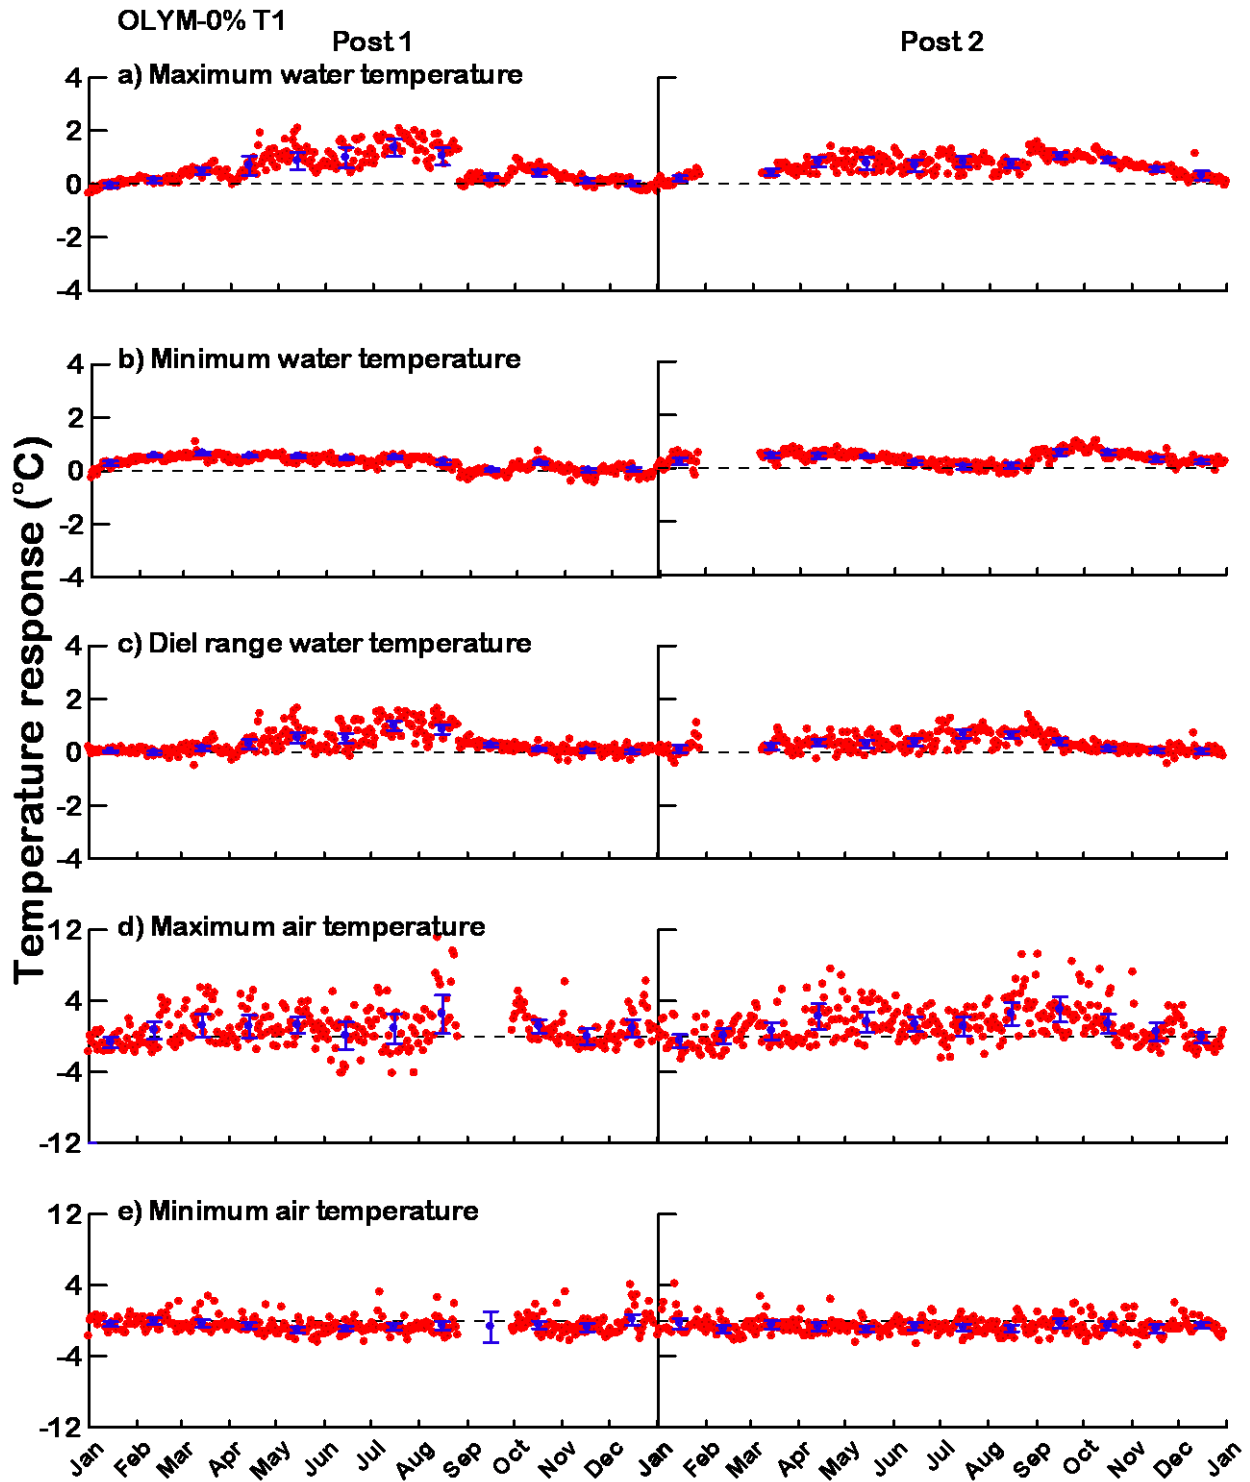 OLYM-0% T1
Post 1
Post 2
a) Maximum water temperature
4
2
0
-2
-4
b) Minimum water temperature
4
2
0
-2
-4
c) Diel range water temperature
4
2
0
-2
-4
d) Maximum air temperature
12
4
-4
-12
e) Minimum air temperature
12
4
-4
-12
Temperature response (°C)
Jan Feb Mar Apr May Jun Jul Aug Sep Oct Nov Dec Jan Feb Mar Apr May Jun Jul Aug Sep Oct Nov Dec Jan